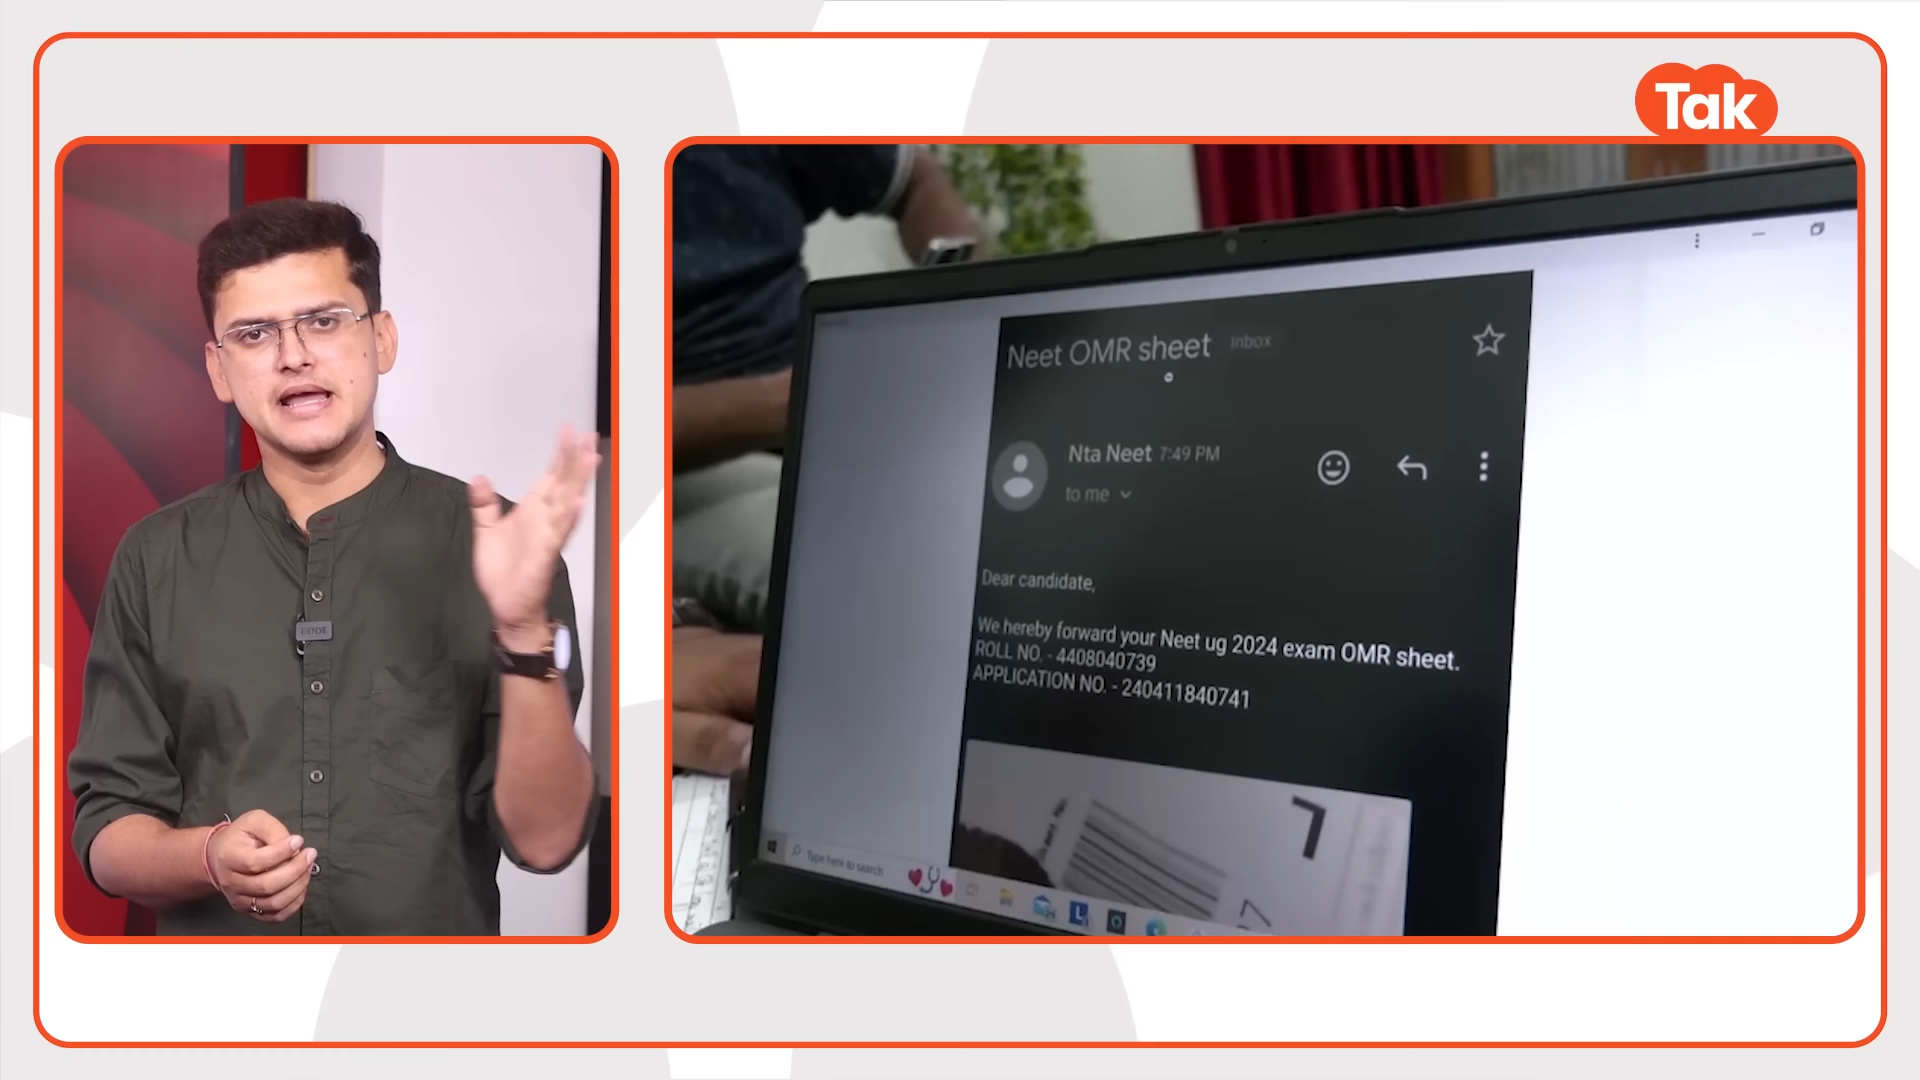 Tak
Neet OMR sheet Inbox
Nta Neet 7:49 PM
to me
Dear candidate,
We hereby forward your Neet ug 2024 exam OMR sheet.
ROLL NO. - 4408040739
APPLICATION NO. - 240411840741
7
Type here to search